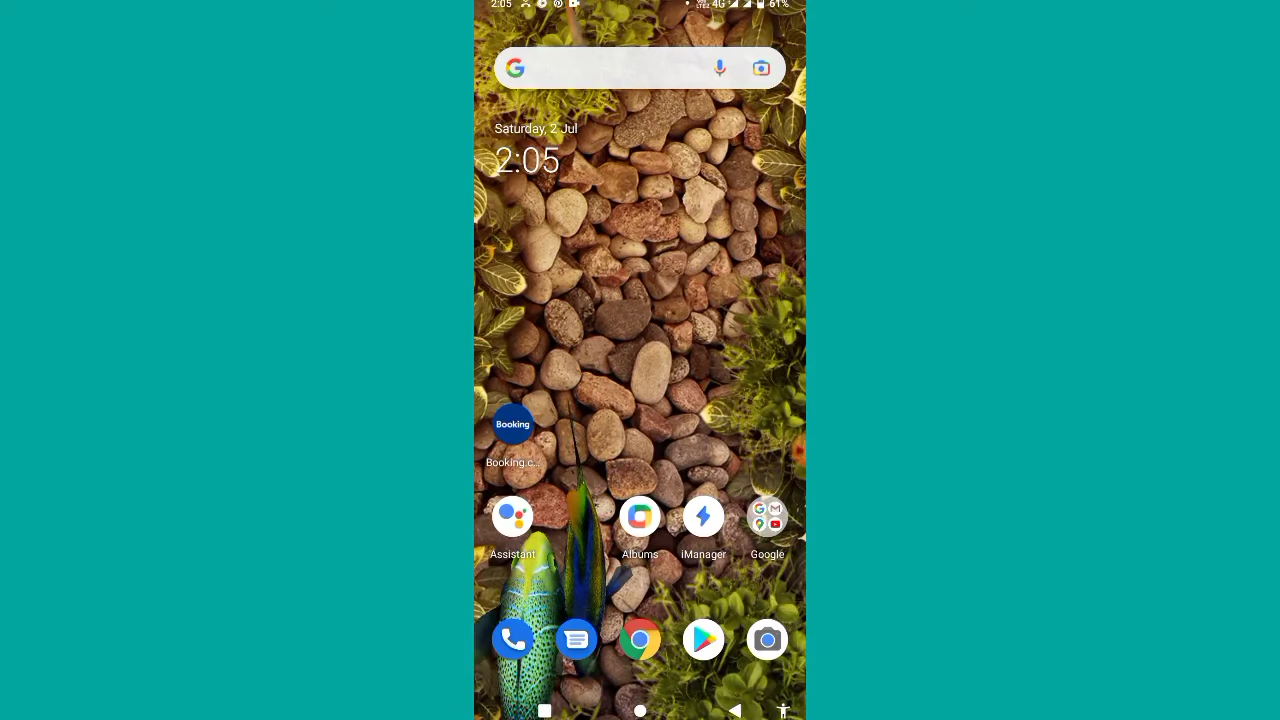 2:05 4G 61%
Saturday, 2 Jul
2:05
Booking
Booking.c...
Assistant Albums iManager Google